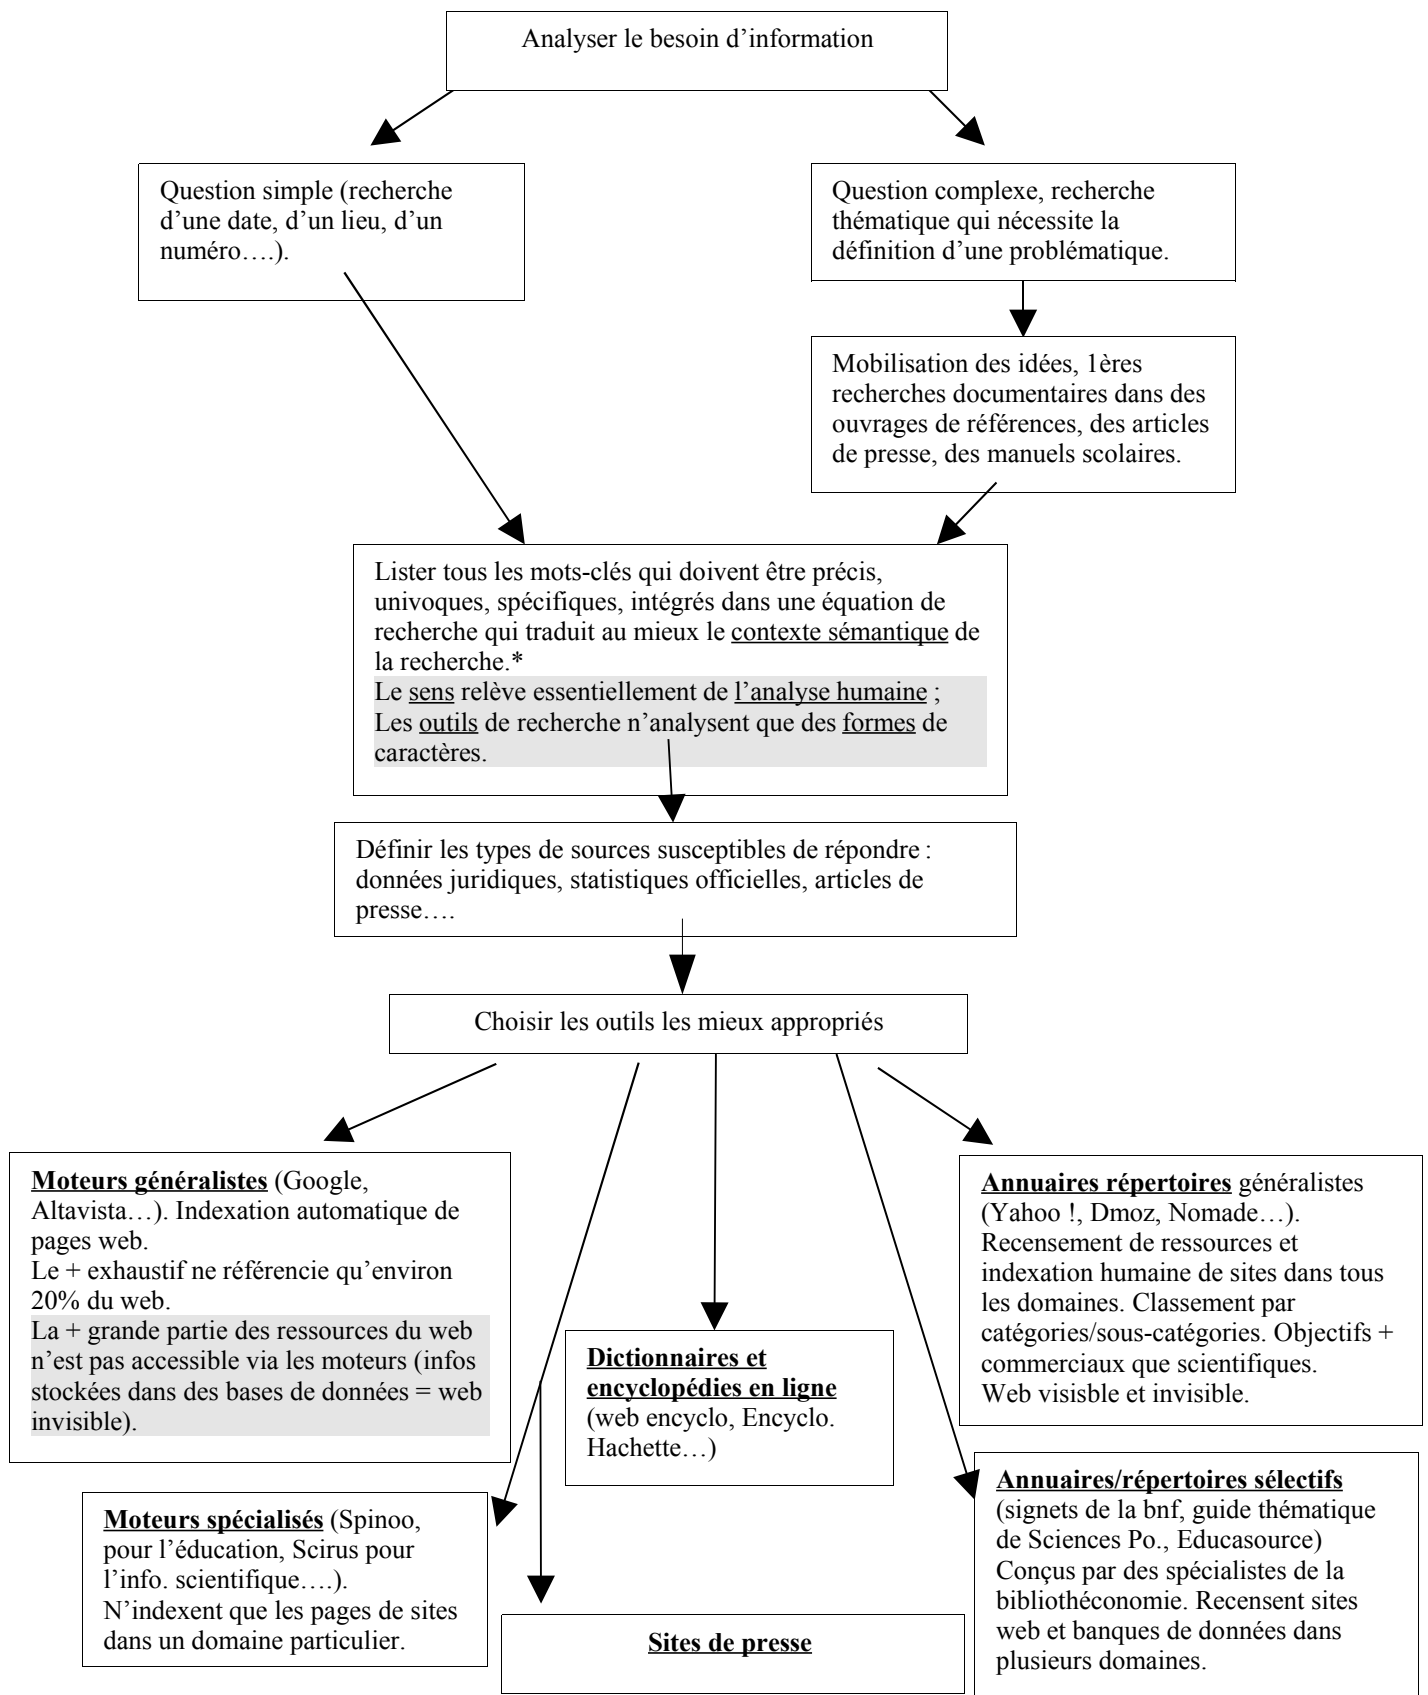 Analyser le besoin d’information
Question simple (recherche
d’une date, d’un lieu, d’un
numéro….).
Question complexe, recherche
thématique qui nécessite la
définition d’une problématique.
Mobilisation des idées, 1ères
recherches documentaires dans des
ouvrages de références, des articles
de presse, des manuels scolaires.
Lister tous les mots-clés qui doivent être précis,
univoques, spécifiques, intégrés dans une équation de
recherche qui traduit au mieux le contexte sémantique de
la recherche.*
Le sens relève essentiellement de l’analyse humaine ;
Les outils de recherche n’analysent que des formes de
caractères.
Définir les types de sources susceptibles de répondre :
données juridiques, statistiques officielles, articles de
presse….
Choisir les outils les mieux appropriés
Moteurs généralistes (Google,
Altavista…). Indexation automatique de
pages web.
Le + exhaustif ne référencie qu’environ
20% du web.
La + grande partie des ressources du web
n’est pas accessible via les moteurs (infos
stockées dans des bases de données = web
invisible).
Annuaires répertoires généralistes
(Yahoo !, Dmoz, Nomade…).
Recensement de ressources et
indexation humaine de sites dans tous
les domaines. Classement par
catégories/sous-catégories. Objectifs +
commerciaux que scientifiques.
Web visisble et invisible.
Dictionnaires et
encyclopédies en ligne
(web encyclo, Encyclo.
Hachette…)
Moteurs spécialisés (Spinoo,
pour l’éducation, Scirus pour
l’info. scientifique….).
N’indexent que les pages de sites
dans un domaine particulier.
Annuaires/répertoires sélectifs
(signets de la bnf, guide thématique
de Sciences Po., Educasource)
Conçus par des spécialistes de la
bibliothéconomie. Recensent sites
web et banques de données dans
plusieurs domaines.
Sites de presse